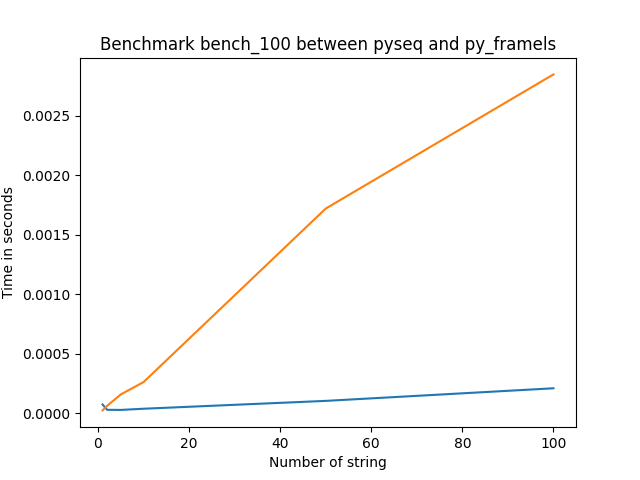 Benchmark bench_100 between pyseq and py_framels
0.0025
0.0020
0.0015
0.0010
0.0005
0.0000
Time in seconds
0 20 40 60 80 100
Number of string